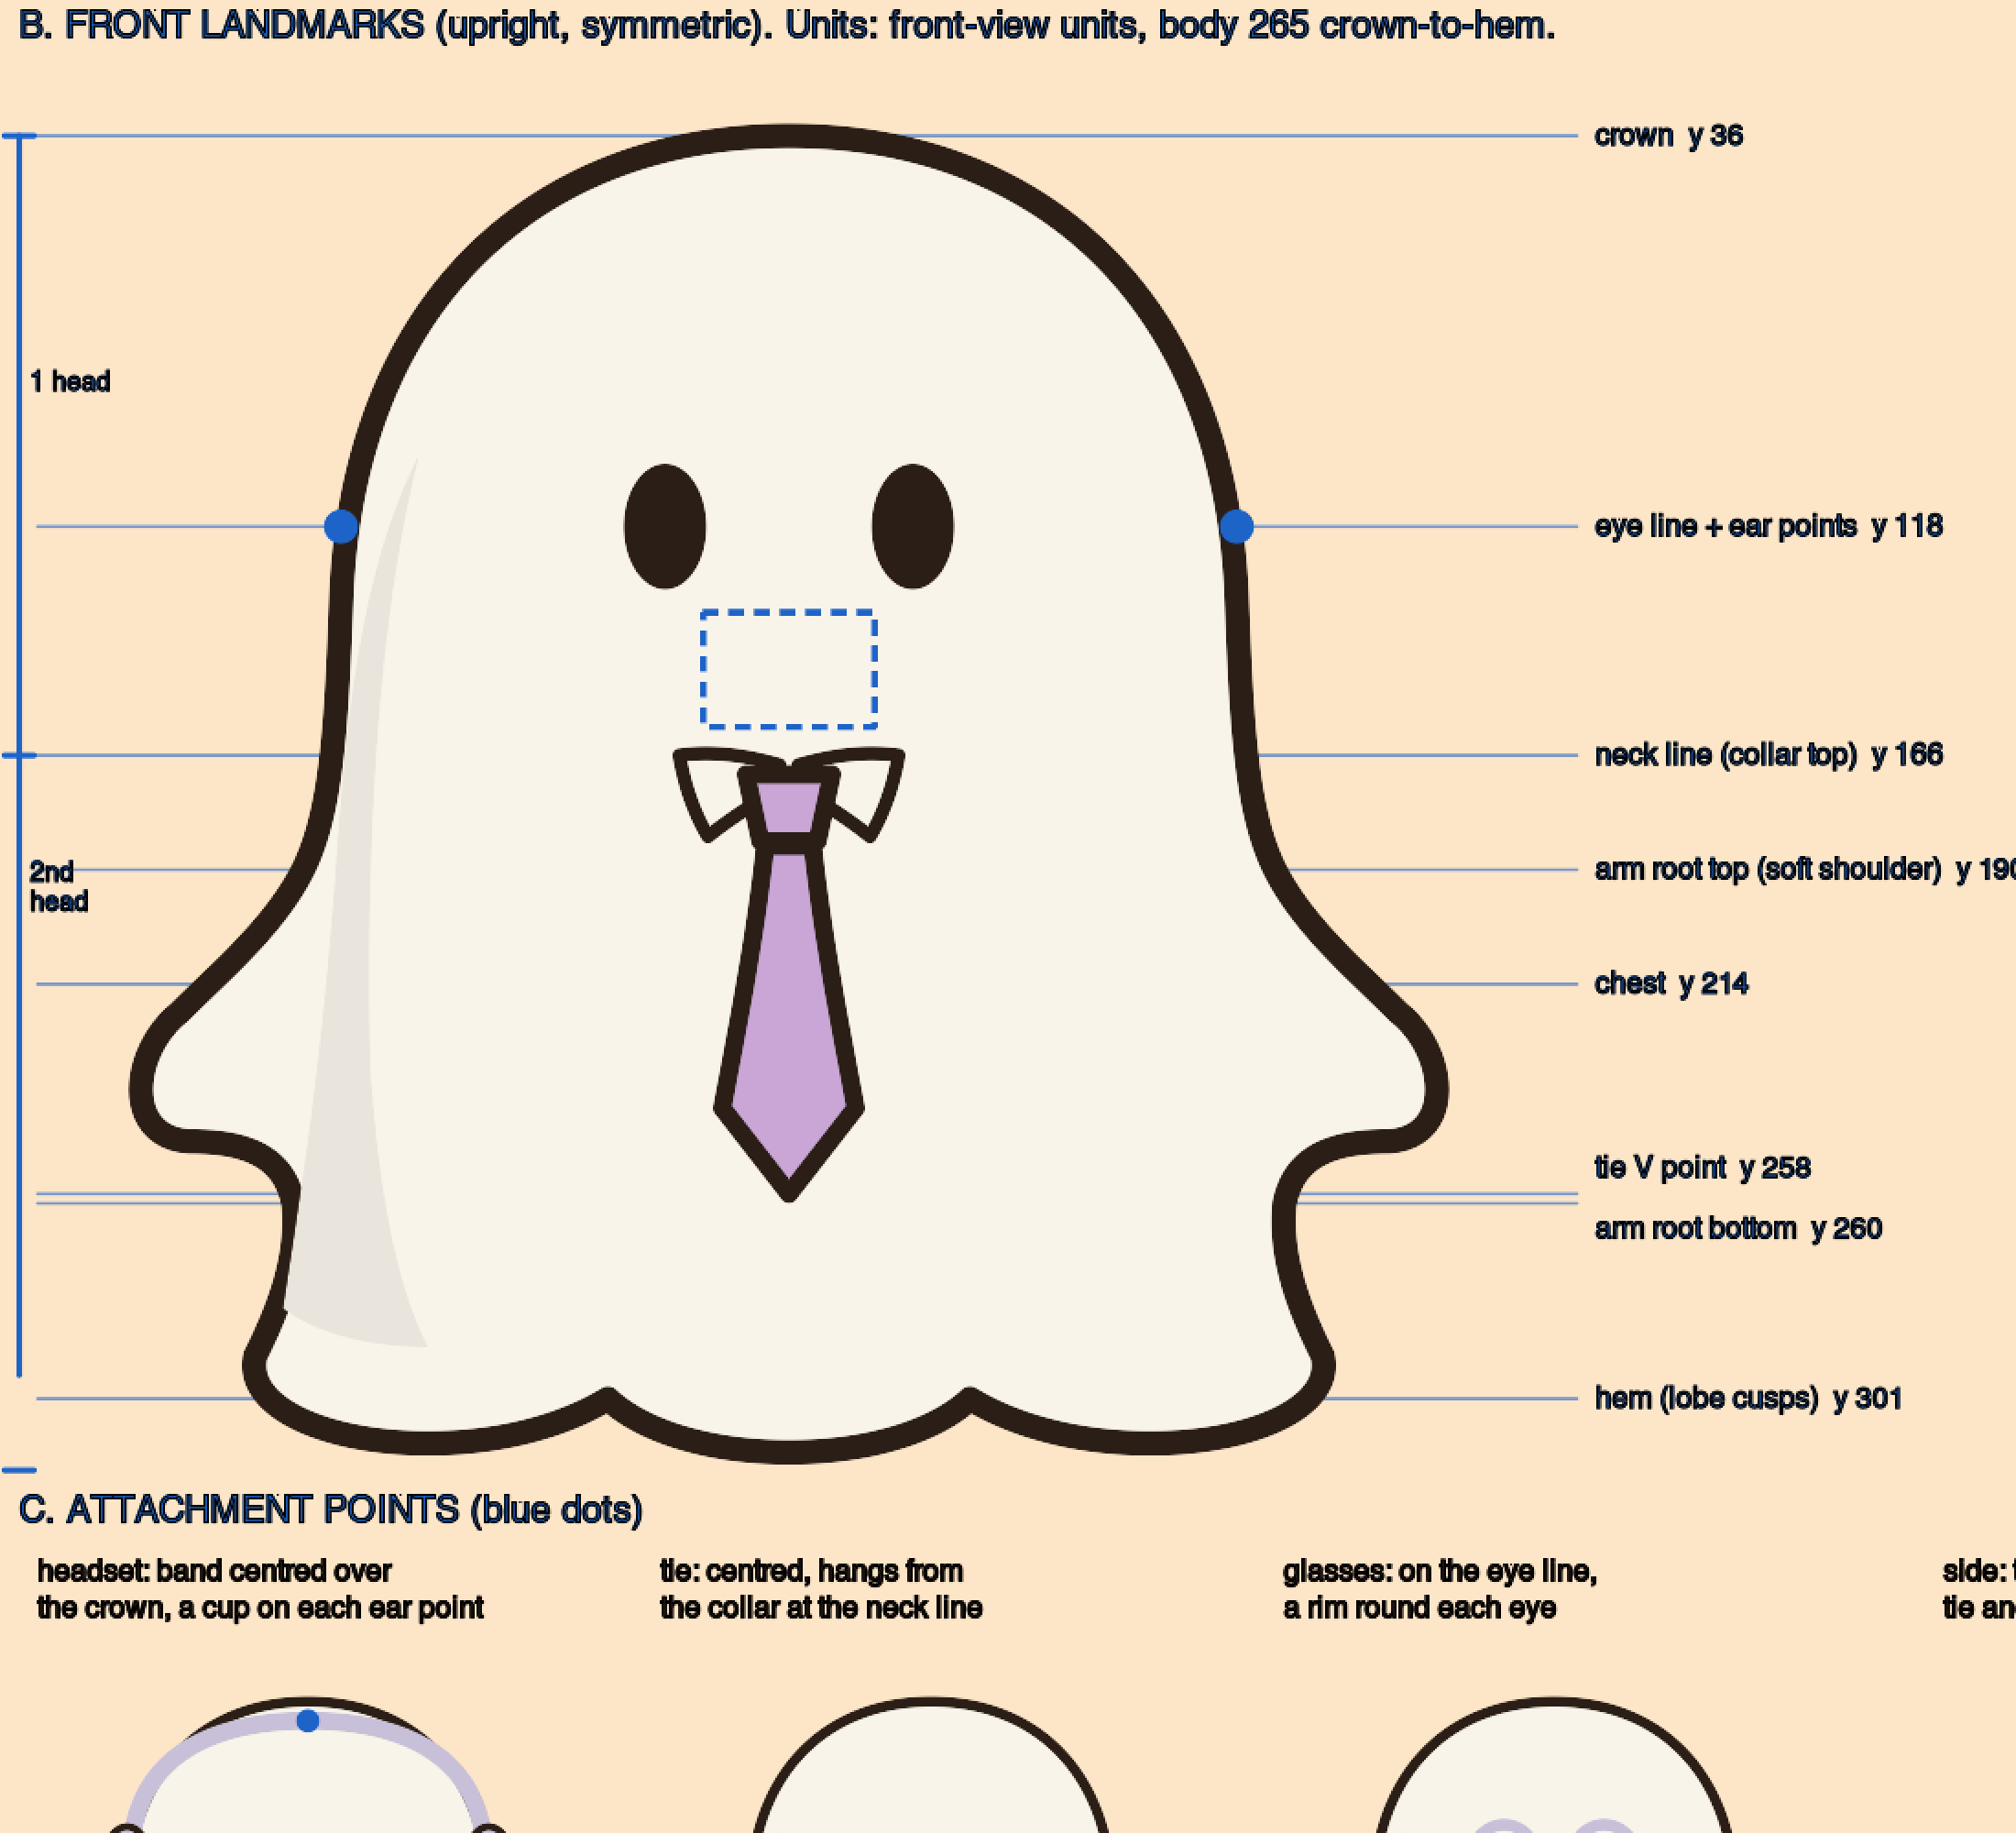 B. FRONT LANDMARKS (upright, symmetric). Units: front-view units, body 265 crown-to-hem.
crown y 36
1 head
eye line + ear points y 118
neck line (collar top) y 166
arm root top (soft shoulder) y 190
2nd
head
chest y 214
tie V point y 258
arm root bottom y 260
hem (lobe cusps) y 301
C. ATTACHMENT POINTS (blue dots)
headset: band centred over
the crown, a cup on each ear point
tie: centred, hangs from
the collar at the neck line
glasses: on the eye line,
a rim round each eye
side:
tie